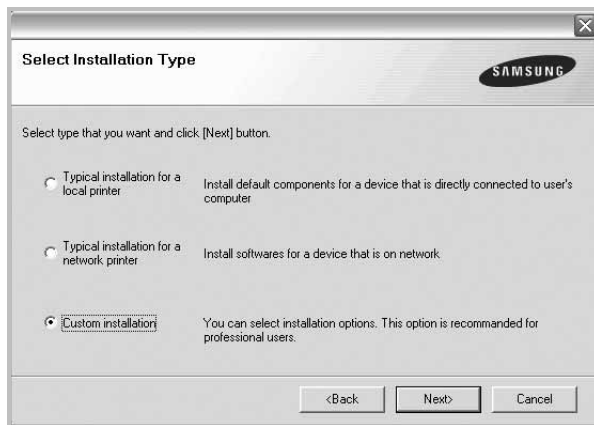 Select Installation Type
SAMSUNG
Select type that you want and click [Next] button.
Typical installation for a
local printer
Install default components for a device that is directly connected to user's
computer
Typical installation for a
network printer
Install softwares for a device that is on network
Custom installation
You can select installation options. This option is recommanded for
professional users.
<Back
Next>
Cancel